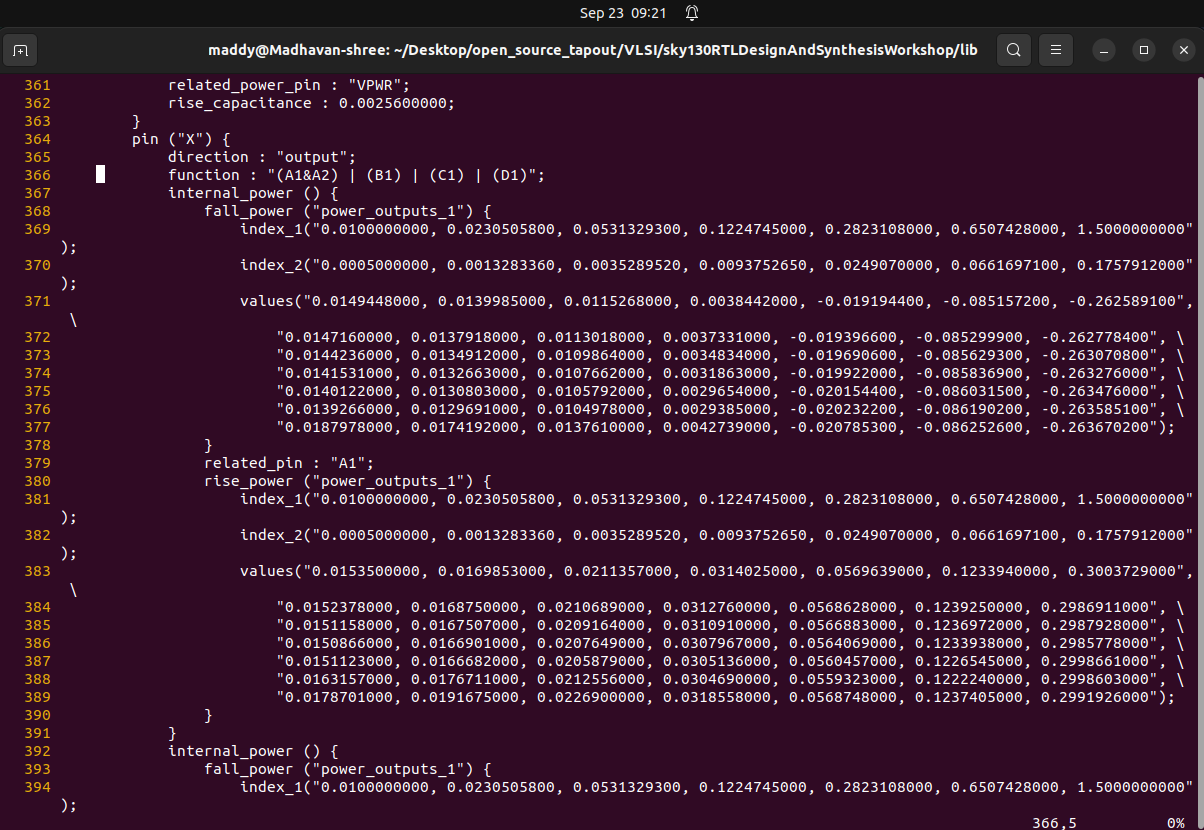 Sep 23 09:21
maddy@Madhavan-shree: ~/Desktop/open_source_tapout/VLSI/sky130RTLDesignAndSynthesisWorkshop/lib
361 related_power_pin : "VPWR";
362 rise_capacitance : 0.0025600000;
363 }
364 pin ("X") {
365 direction : "output";
366 function : "(A1&A2) | (B1) | (C1) | (D1)";
367 internal_power () {
368 fall_power ("power_outputs_1") {
369 index_1("0.0100000000, 0.0230505800, 0.0531329300, 0.1224745000, 0.2823108000, 0.6507428000, 1.5000000000"
);
370 index_2("0.0005000000, 0.0013283360, 0.0035289520, 0.0093752650, 0.0249070000, 0.0661697100, 0.1757912000"
);
371 values("0.0149448000, 0.0139985000, 0.0115268000, 0.0038442000, -0.019194400, -0.085157200, -0.262589100",
\
372 "0.0147160000, 0.0137918000, 0.0113018000, 0.0037331000, -0.019396600, -0.085299900, -0.262778400", \
373 "0.0144236000, 0.0134912000, 0.0109864000, 0.0034834000, -0.019690600, -0.085629300, -0.263070800", \
374 "0.0141531000, 0.0132663000, 0.0107662000, 0.0031863000, -0.019922000, -0.085836900, -0.263276000", \
375 "0.0140122000, 0.0130803000, 0.0105792000, 0.0029654000, -0.020154400, -0.086031500, -0.263476000", \
376 "0.0139266000, 0.0129691000, 0.0104978000, 0.0029385000, -0.020232200, -0.086190200, -0.263585100", \
377 "0.0187978000, 0.0174192000, 0.0137610000, 0.0042739000, -0.020785300, -0.086252600, -0.263670200");
378 }
379 related_pin : "A1";
380 rise_power ("power_outputs_1") {
381 index_1("0.0100000000, 0.0230505800, 0.0531329300, 0.1224745000, 0.2823108000, 0.6507428000, 1.5000000000"
);
382 index_2("0.0005000000, 0.0013283360, 0.0035289520, 0.0093752650, 0.0249070000, 0.0661697100, 0.1757912000"
);
383 values("0.0153500000, 0.0169853000, 0.0211357000, 0.0314025000, 0.0569639000, 0.1233940000, 0.3003729000",
\
384 "0.0152378000, 0.0168750000, 0.0210689000, 0.0312760000, 0.0568628000, 0.1239250000, 0.2986911000", \
385 "0.0151158000, 0.0167507000, 0.0209164000, 0.0310910000, 0.0566883000, 0.1236972000, 0.2987928000", \
386 "0.0150866000, 0.0166901000, 0.0207649000, 0.0307967000, 0.0564069000, 0.1233938000, 0.2985778000", \
387 "0.0151123000, 0.0166682000, 0.0205879000, 0.0305136000, 0.0560457000, 0.1226545000, 0.2998661000", \
388 "0.0163157000, 0.0176711000, 0.0212556000, 0.0304690000, 0.0559323000, 0.1222240000, 0.2998603000", \
389 "0.0178701000, 0.0191675000, 0.0226900000, 0.0318558000, 0.0568748000, 0.1237405000, 0.2991926000");
390 }
391 }
392 internal_power () {
393 fall_power ("power_outputs_1") {
394 index_1("0.0100000000, 0.0230505800, 0.0531329300, 0.1224745000, 0.2823108000, 0.6507428000, 1.5000000000"
);
366,5 0%